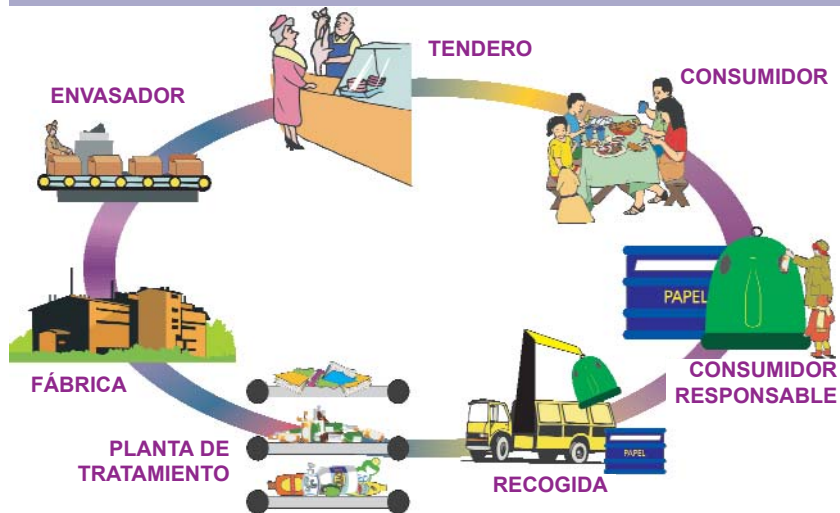 TENDERO
CONSUMIDOR
ENVASADOR
PAPEL
FÁBRICA
CONSUMIDOR
RESPONSABLE
PLANTA DE
TRATAMIENTO
RECOGIDA
PAPEL